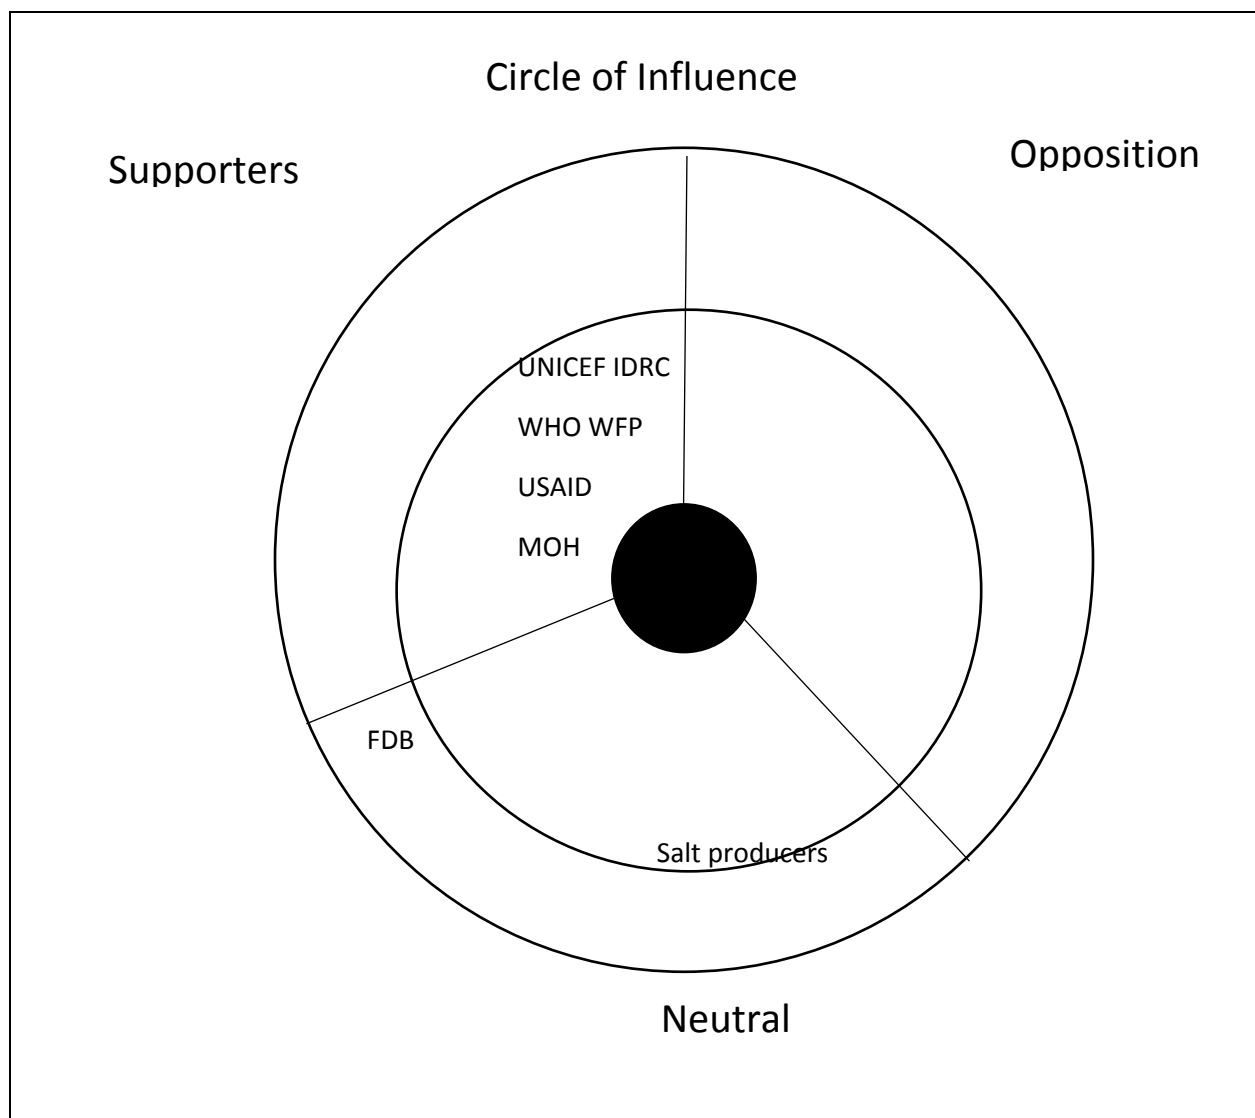 Circle of Influence
Supporters
Opposition
UNICEF IDRC
WHO WFP
USAID
MOH
FDB
Salt producers
Neutral